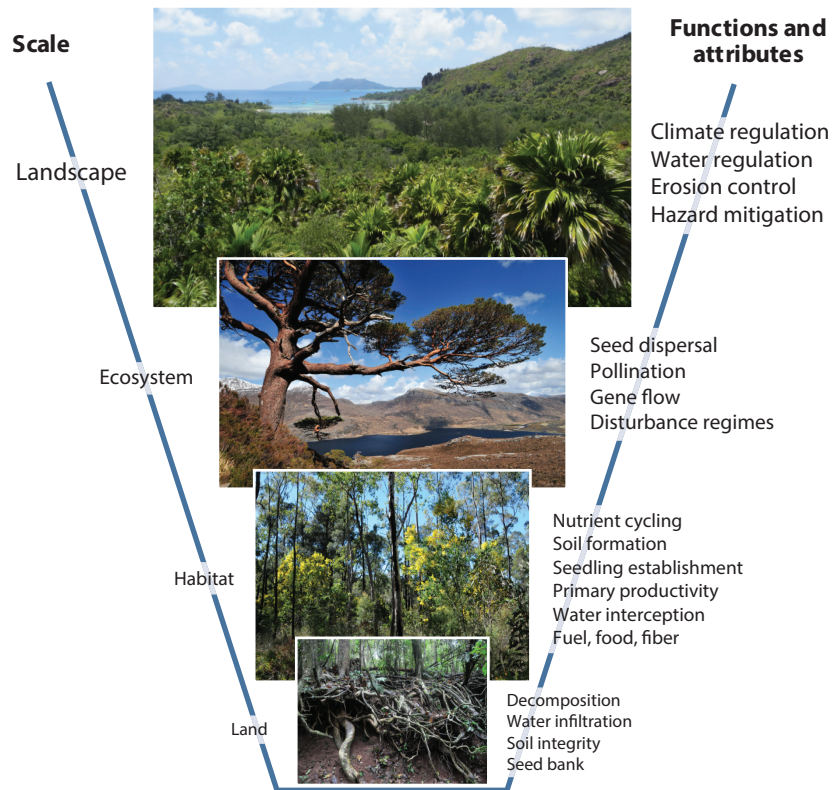 Scale
Functions and
attributes
Landscape
Climate regulation
Water regulation
Erosion control
Hazard mitigation
Ecosystem
Seed dispersal
Pollination
Gene flow
Disturbance regimes
Habitat
Nutrient cycling
Soil formation
Seedling establishment
Primary productivity
Water interception
Fuel, food, fiber
Land
Decomposition
Water infiltration
Soil integrity
Seed bank